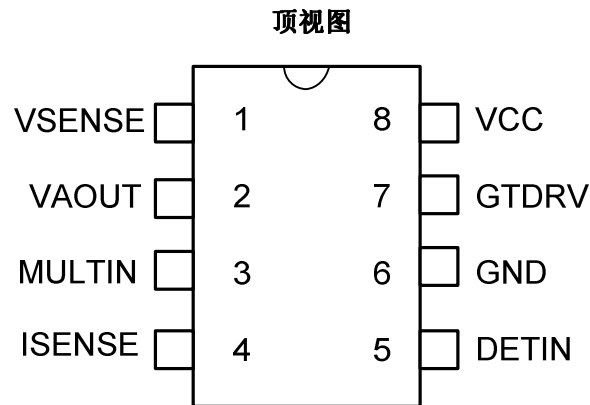 顶视图
VSENSE 1 8 VCC
VAOUT 2 7 GTDRV
MULTIN 3 6 GND
ISENSE 4 5 DETIN